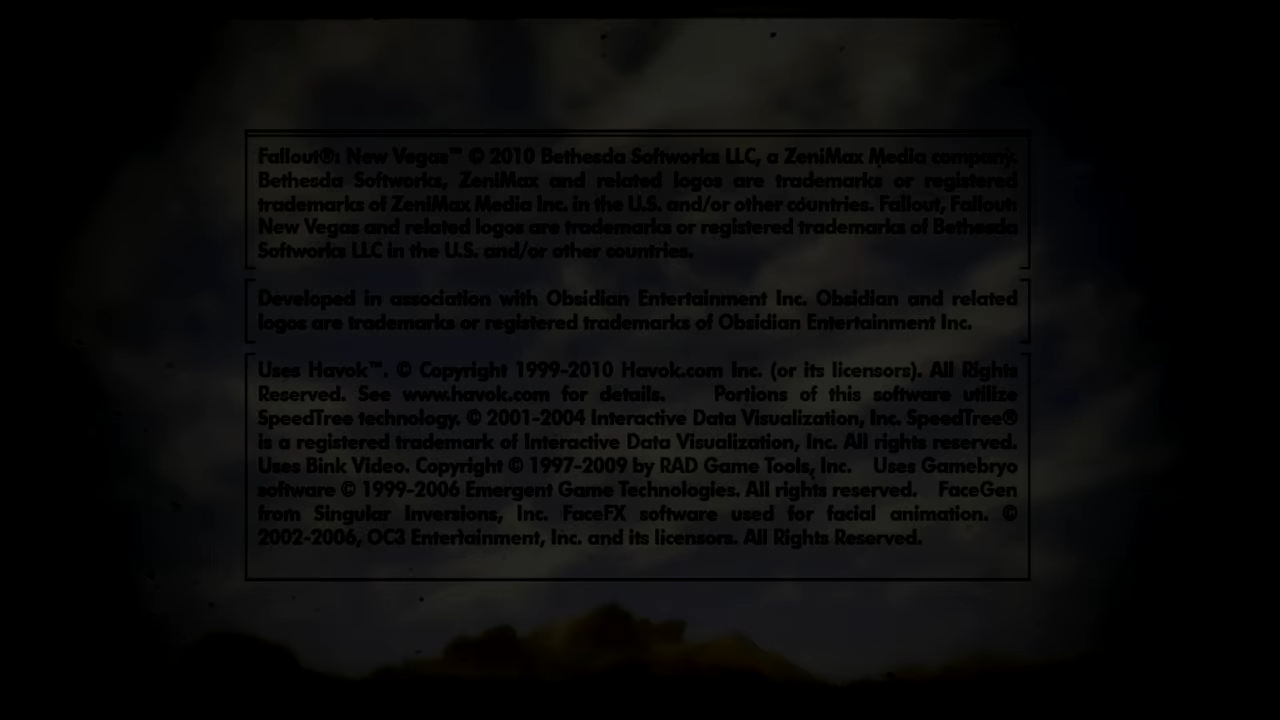 Fallout®: New Vegas™ © 2010 Bethesda Softworks LLC, a ZeniMax Media company.
Bethesda Softworks, ZeniMax and related logos are trademarks or registered
trademarks of ZeniMax Media Inc. in the U.S. and/or other countries. Fallout, Fallout:
New Vegas and related logos are trademarks or registered trademarks of Bethesda
Softworks LLC in the U.S. and/or other countries.
Developed in association with Obsidian Entertainment Inc. Obsidian and related
logos are trademarks or registered trademarks of Obsidian Entertainment Inc.
Uses Havok™. © Copyright 1999-2010 Havok.com Inc. (or its licensors). All Rights
Reserved. See www.havok.com for details. Portions of this software utilize
SpeedTree technology. © 2001-2004 Interactive Data Visualization, Inc. SpeedTree®
is a registered trademark of Interactive Data Visualization, Inc. All rights reserved.
Uses Bink Video. Copyright © 1997-2009 by RAD Game Tools, Inc. Uses Gamebryo
software © 1999-2006 Emergent Game Technologies. All rights reserved. FaceGen
from Singular Inversions, Inc. FaceFX software used for facial animation. ©
2002-2006, OC3 Entertainment, Inc. and its licensors. All Rights Reserved.